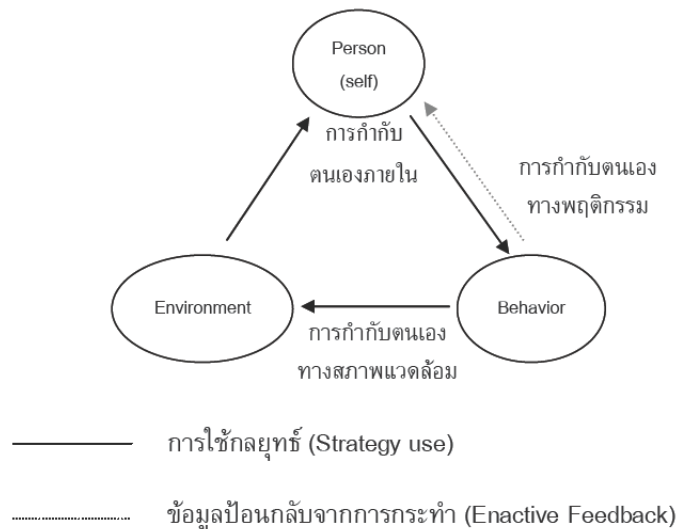 Person
(self)
การกำกับ
ตนเองภายใน
การกำกับตนเอง
ทางพฤติกรรม
Environment
Behavior
การกำกับตนเอง
ทางสภาพแวดล้อม
การใช้กลยุทธ์ (Strategy use)
ข้อมูลป้อนกลับจากการกระทำ (Enactive Feedback)